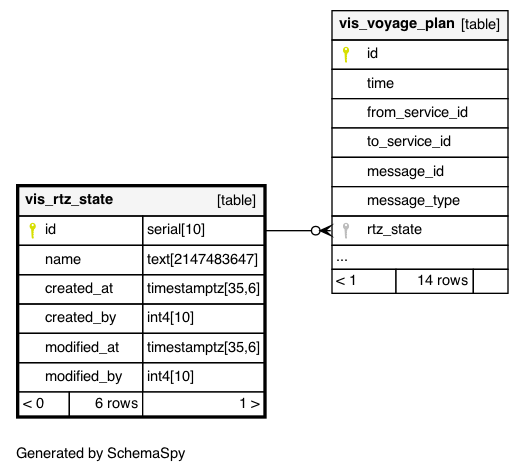 vis_voyage_plan [table]
id
time
from_service_id
to_service_id
message_id
message_type
rtz_state
...
< 1 14 rows
vis_rtz_state [table]
id serial[10]
name text[2147483647]
created_at timestamptz[35,6]
created_by int4[10]
modified_at timestamptz[35,6]
modified_by int4[10]
< 0 6 rows 1 >
Generated by SchemaSpy